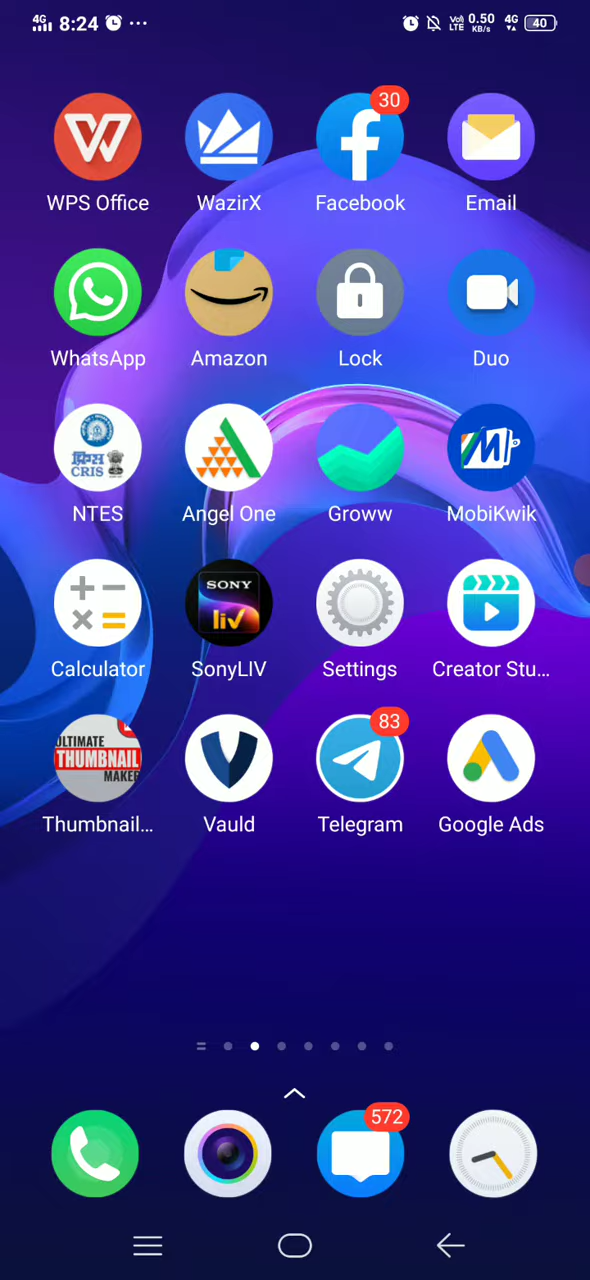 4G 8:24 ...
Vol LTE 0.50 KB/s 4G 40
30
WPS Office WazirX Facebook Email
WhatsApp Amazon Lock Duo
क्रिस
CRIS
NTES Angel One Groww MobiKwik
SONY
liv
Calculator SonyLIV Settings Creator Stu...
83
ULTIMATE
THUMBNAIL
MAKER
Thumbnail... Vauld Telegram Google Ads
572